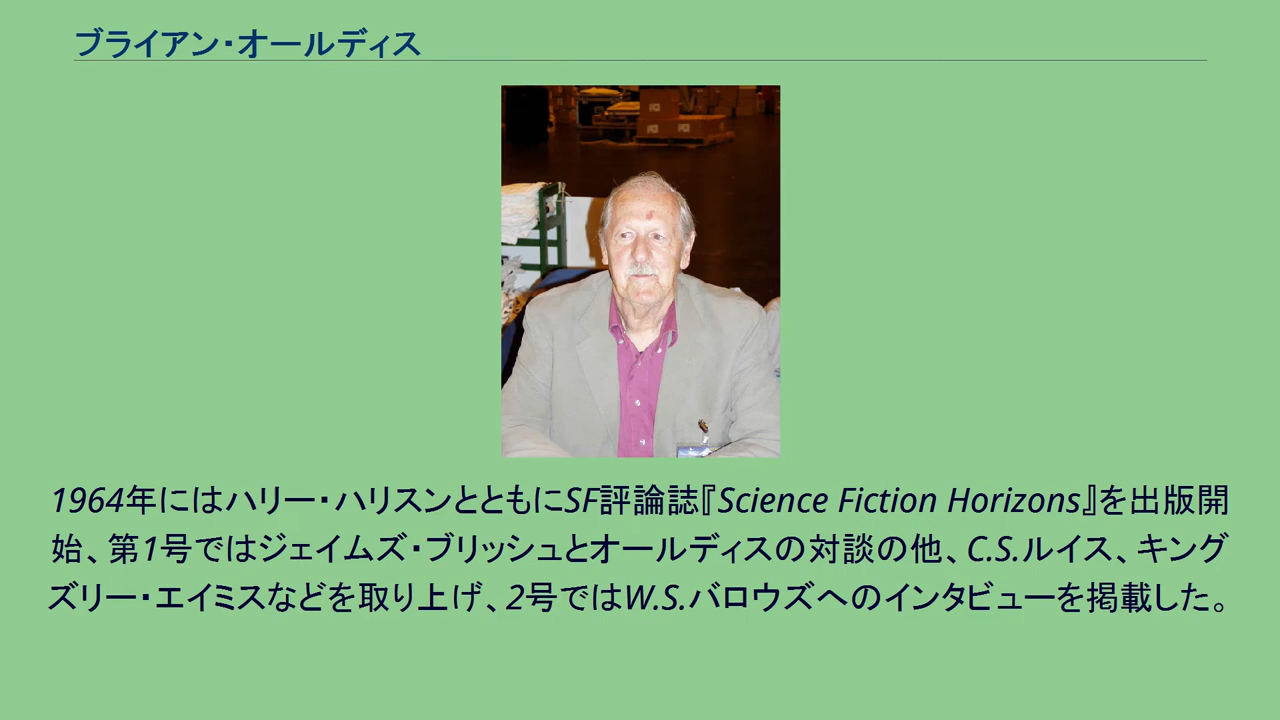 ブライアン・オールディス
1964年にはハリー・ハリスンとともにSF評論誌『Science Fiction Horizons』を出版開
始、第1号ではジェイムズ・ブリッシュとオールディスの対談の他、C.S.ルイス、キング
ズリー・エイミスなどを取り上げ、2号ではW.S.バロウズへのインタビューを掲載した。